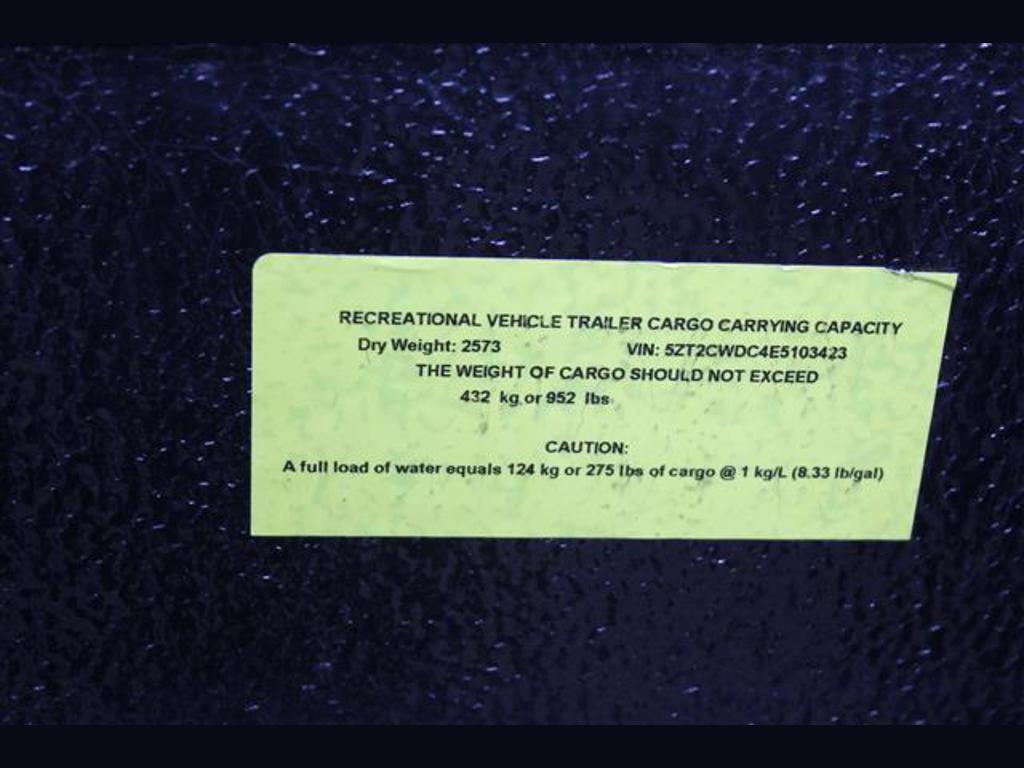 RECREATIONAL VEHICLE TRAILER CARGO CARRYING CAPACITY
Dry Weight: 2573 VIN: 5ZT2CWDC4E5103423
THE WEIGHT OF CARGO SHOULD NOT EXCEED
432 kg or 952 lbs
CAUTION:
A full load of water equals 124 kg or 275 lbs of cargo @ 1 kg/L (8.33 lb/gal)